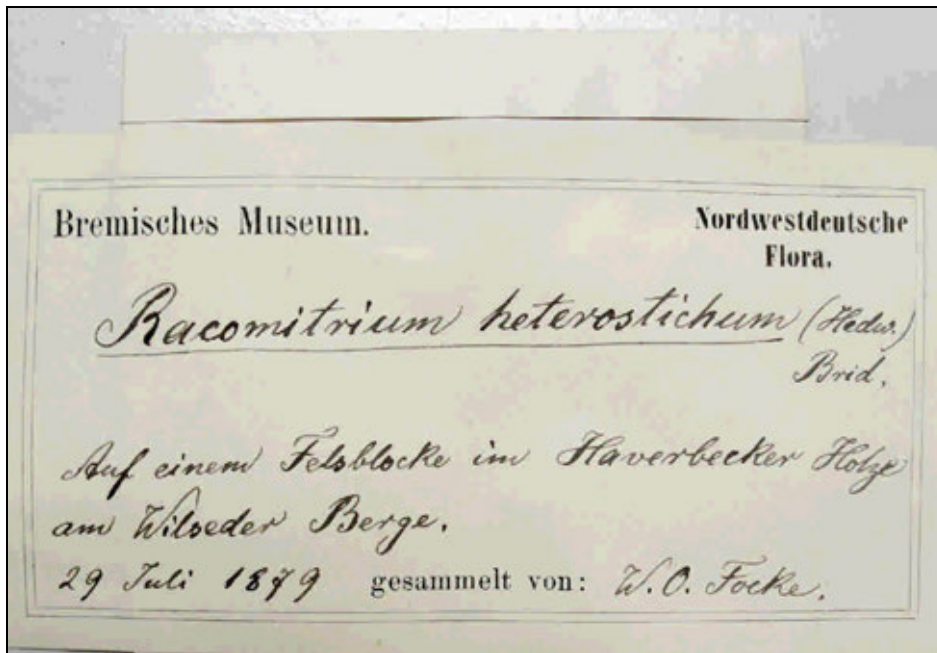 Bremisches Museum.
Nordwestdeutsche
Flora.
Racomitrium heterostichum (Hedw.)
Brid.
Auf einem Felsblocke im Haverbecker Holze
am Wilseder Berge.
29 Juli 1879 gesammelt von: W. O. Focke.